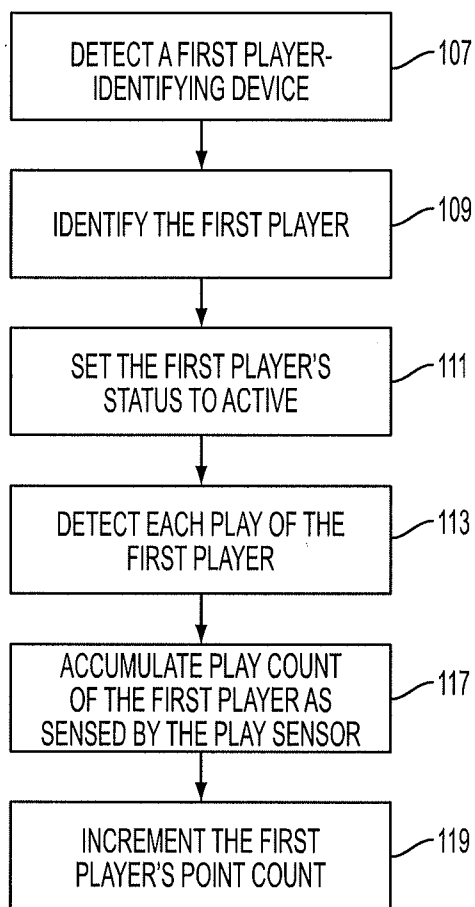 DETECT A FIRST PLAYER-
IDENTIFYING DEVICE
107
IDENTIFY THE FIRST PLAYER
109
SET THE FIRST PLAYER'S
STATUS TO ACTIVE
111
DETECT EACH PLAY OF THE
FIRST PLAYER
113
ACCUMULATE PLAY COUNT
OF THE FIRST PLAYER AS
SENSED BY THE PLAY SENSOR
117
INCREMENT THE FIRST
PLAYER'S POINT COUNT
119